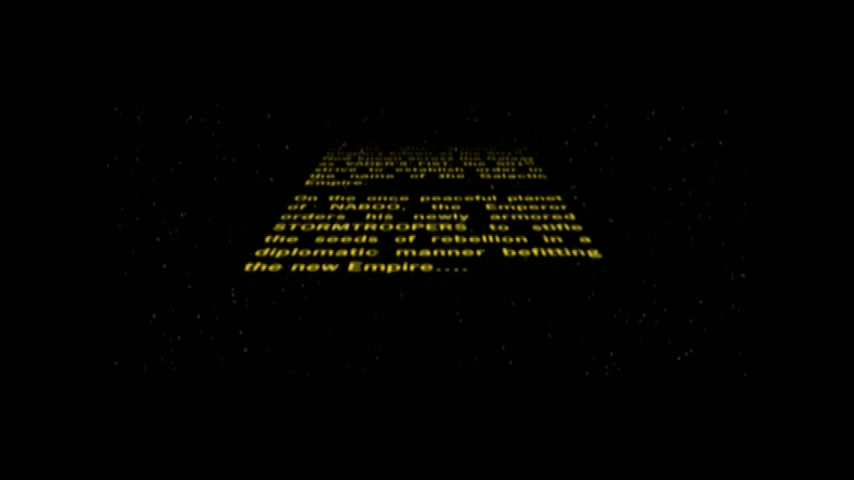 as VADER'S FIST, the 501st
strive to establish order in
the name of the Galactic
Empire.
On the once peaceful planet
of NABOO, the Emperor
orders his newly armored
STORMTROOPERS to stifle
the seeds of rebellion in a
diplomatic manner befitting
the new Empire....